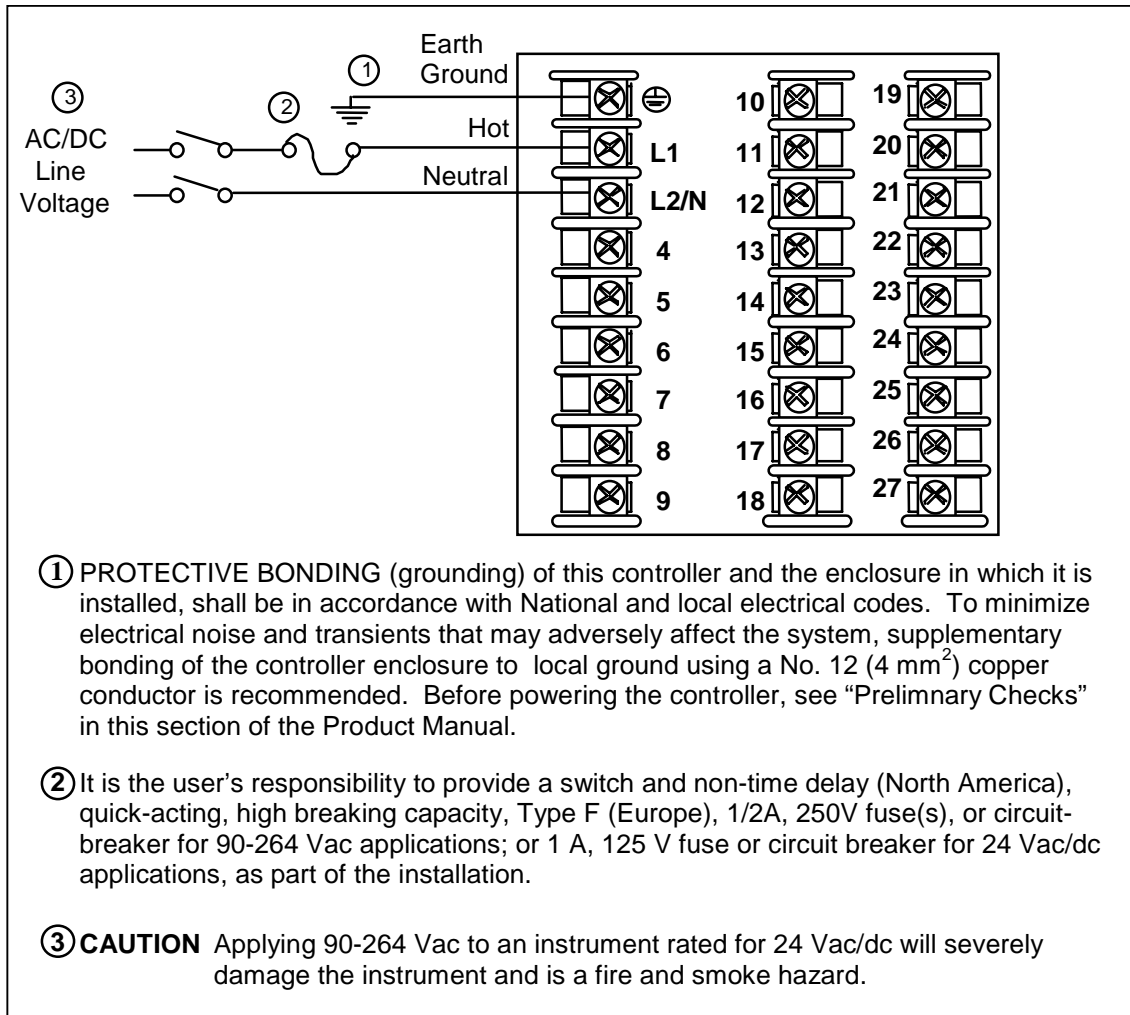 Earth
Ground
①
③
②
AC/DC
Line
Voltage
Hot
Neutral
L1
L2/N
4
5
6
7
8
9
10
11
12
13
14
15
16
17
18
19
20
21
22
23
24
25
26
27
① PROTECTIVE BONDING (grounding) of this controller and the enclosure in which it is
installed, shall be in accordance with National and local electrical codes. To minimize
electrical noise and transients that may adversely affect the system, supplementary
bonding of the controller enclosure to local ground using a No. 12 (4 mm²) copper
conductor is recommended. Before powering the controller, see “Prelimnary Checks”
in this section of the Product Manual.
② It is the user’s responsibility to provide a switch and non-time delay (North America),
quick-acting, high breaking capacity, Type F (Europe), 1/2A, 250V fuse(s), or circuit-
breaker for 90-264 Vac applications; or 1 A, 125 V fuse or circuit breaker for 24 Vac/dc
applications, as part of the installation.
③ CAUTION Applying 90-264 Vac to an instrument rated for 24 Vac/dc will severely
damage the instrument and is a fire and smoke hazard.